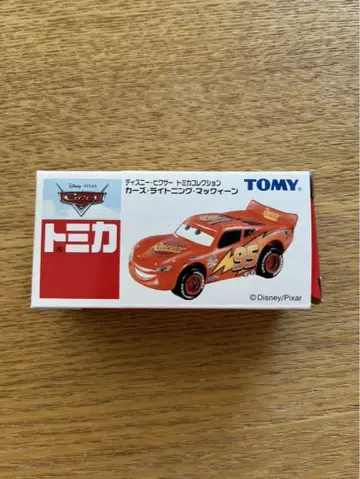 Disney · PIXAR
Cars
トミカ
ディズニー・ピクサー トミカコレクション
カーズ・ライトニング・マックィーン
TOMY
95
©Disney/Pixar